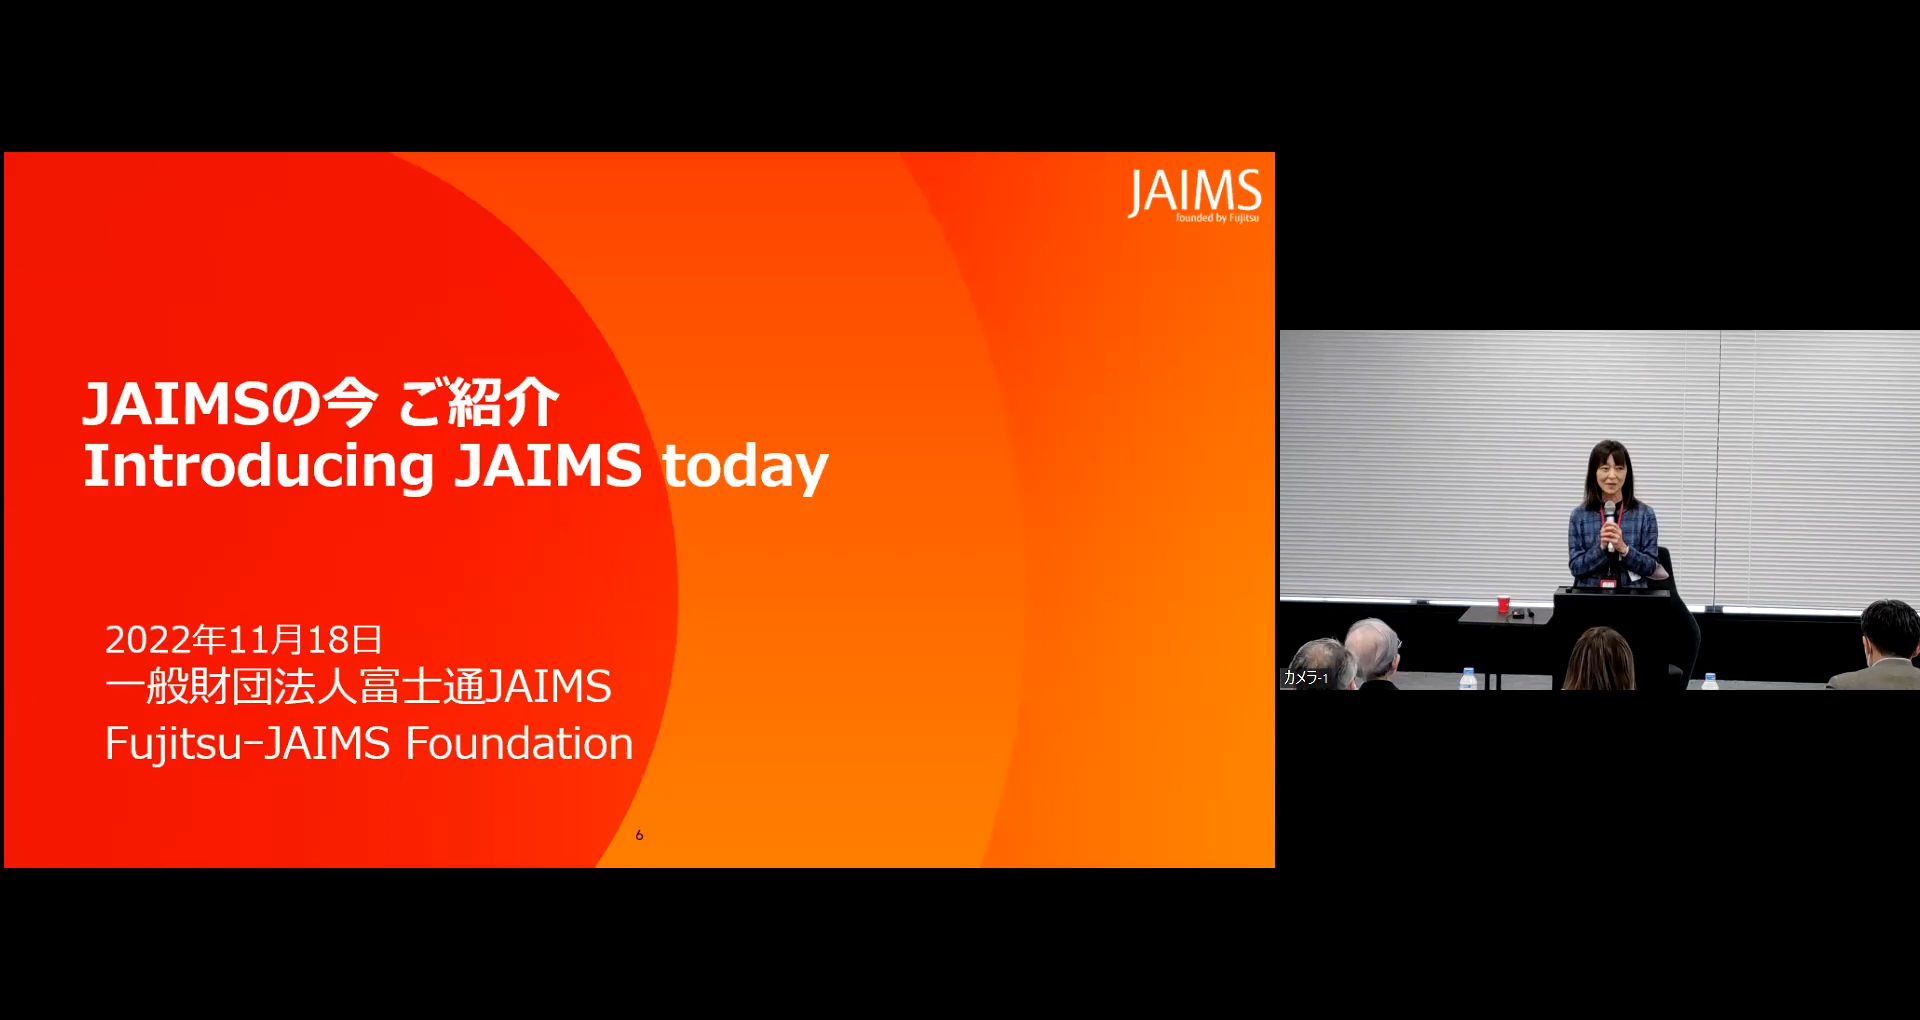 JAIMS
founded by Fujitsu
JAIMSの今 ご紹介
Introducing JAIMS today
2022年11月18日
一般財団法人富士通JAIMS
Fujitsu-JAIMS Foundation
6
カメラ-1